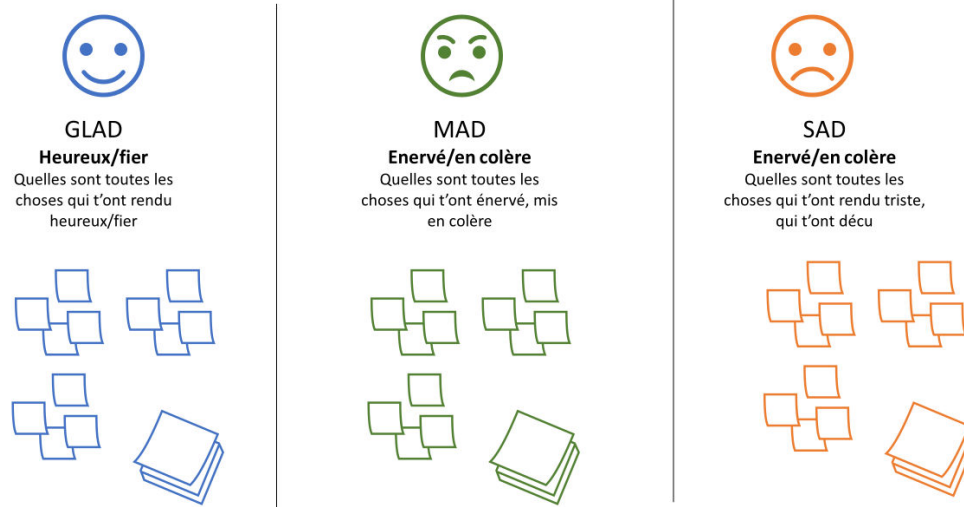 GLAD
Heureux/fier
Quelles sont toutes les
choses qui t'ont rendu
heureux/fier
MAD
Enervé/en colère
Quelles sont toutes les
choses qui t'ont énervé, mis
en colère
SAD
Enervé/en colère
Quelles sont toutes les
choses qui t'ont rendu triste,
qui t'ont décu